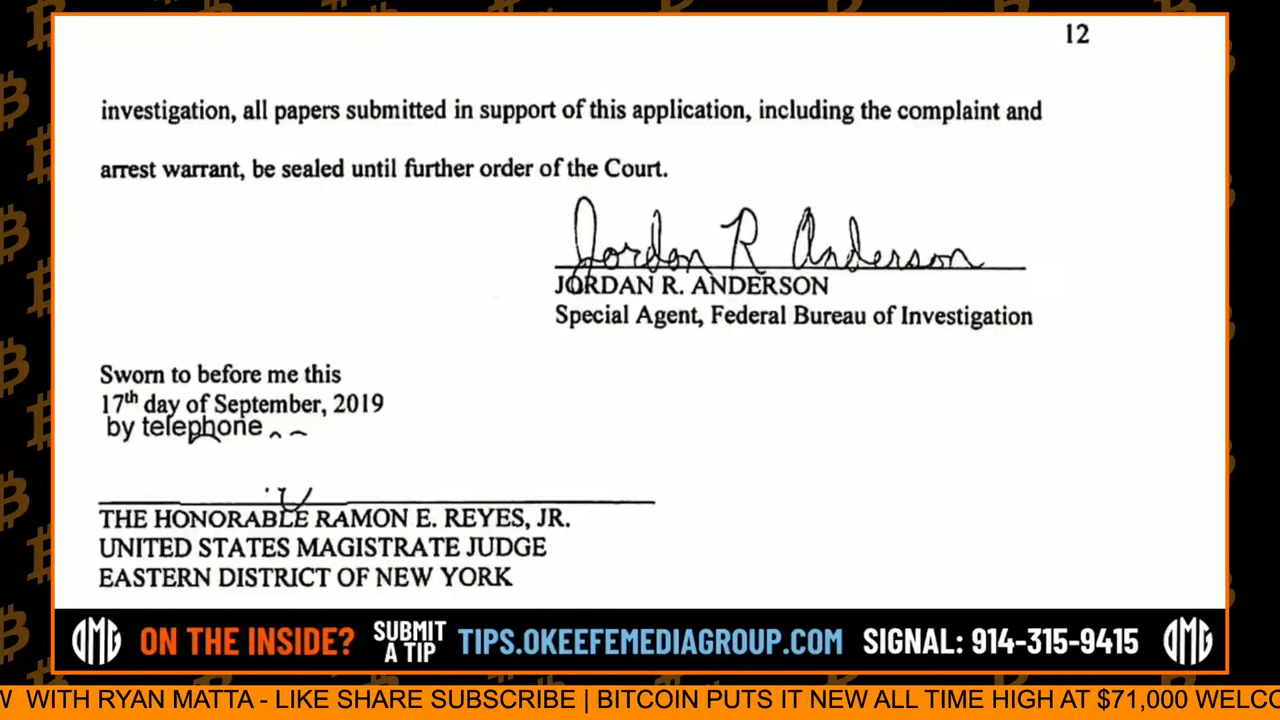 12
investigation, all papers submitted in support of this application, including the complaint and
arrest warrant, be sealed until further order of the Court.
Jordan R Anderson
JORDAN R. ANDERSON
Special Agent, Federal Bureau of Investigation
Sworn to before me this
17th day of September, 2019
by telephone
THE HONORABLE RAMON E. REYES, JR.
UNITED STATES MAGISTRATE JUDGE
EASTERN DISTRICT OF NEW YORK
OMG ON THE INSIDE? SUBMIT A TIP TIPS.OKEEFEMEDIAGROUP.COM SIGNAL: 914-315-9415 OMG
W WITH RYAN MATTA - LIKE SHARE SUBSCRIBE | BITCOIN PUTS IT NEW ALL TIME HIGH AT $71,000 WELCO